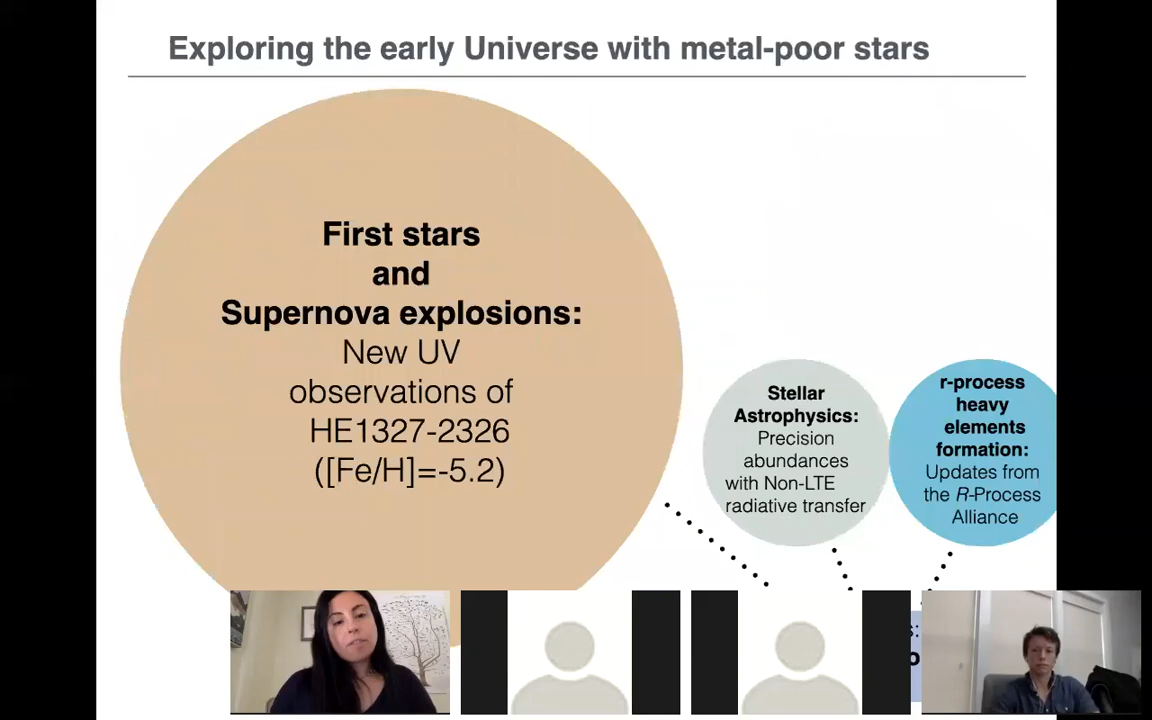 Exploring the early Universe with metal-poor stars
First stars
and
Supernova explosions:
New UV
observations of
HE1327-2326
([Fe/H]=-5.2)
Stellar
Astrophysics:
Precision
abundances
with Non-LTE
radiative transfer
r-process
heavy
elements
formation:
Updates from
the R-Process
Alliance